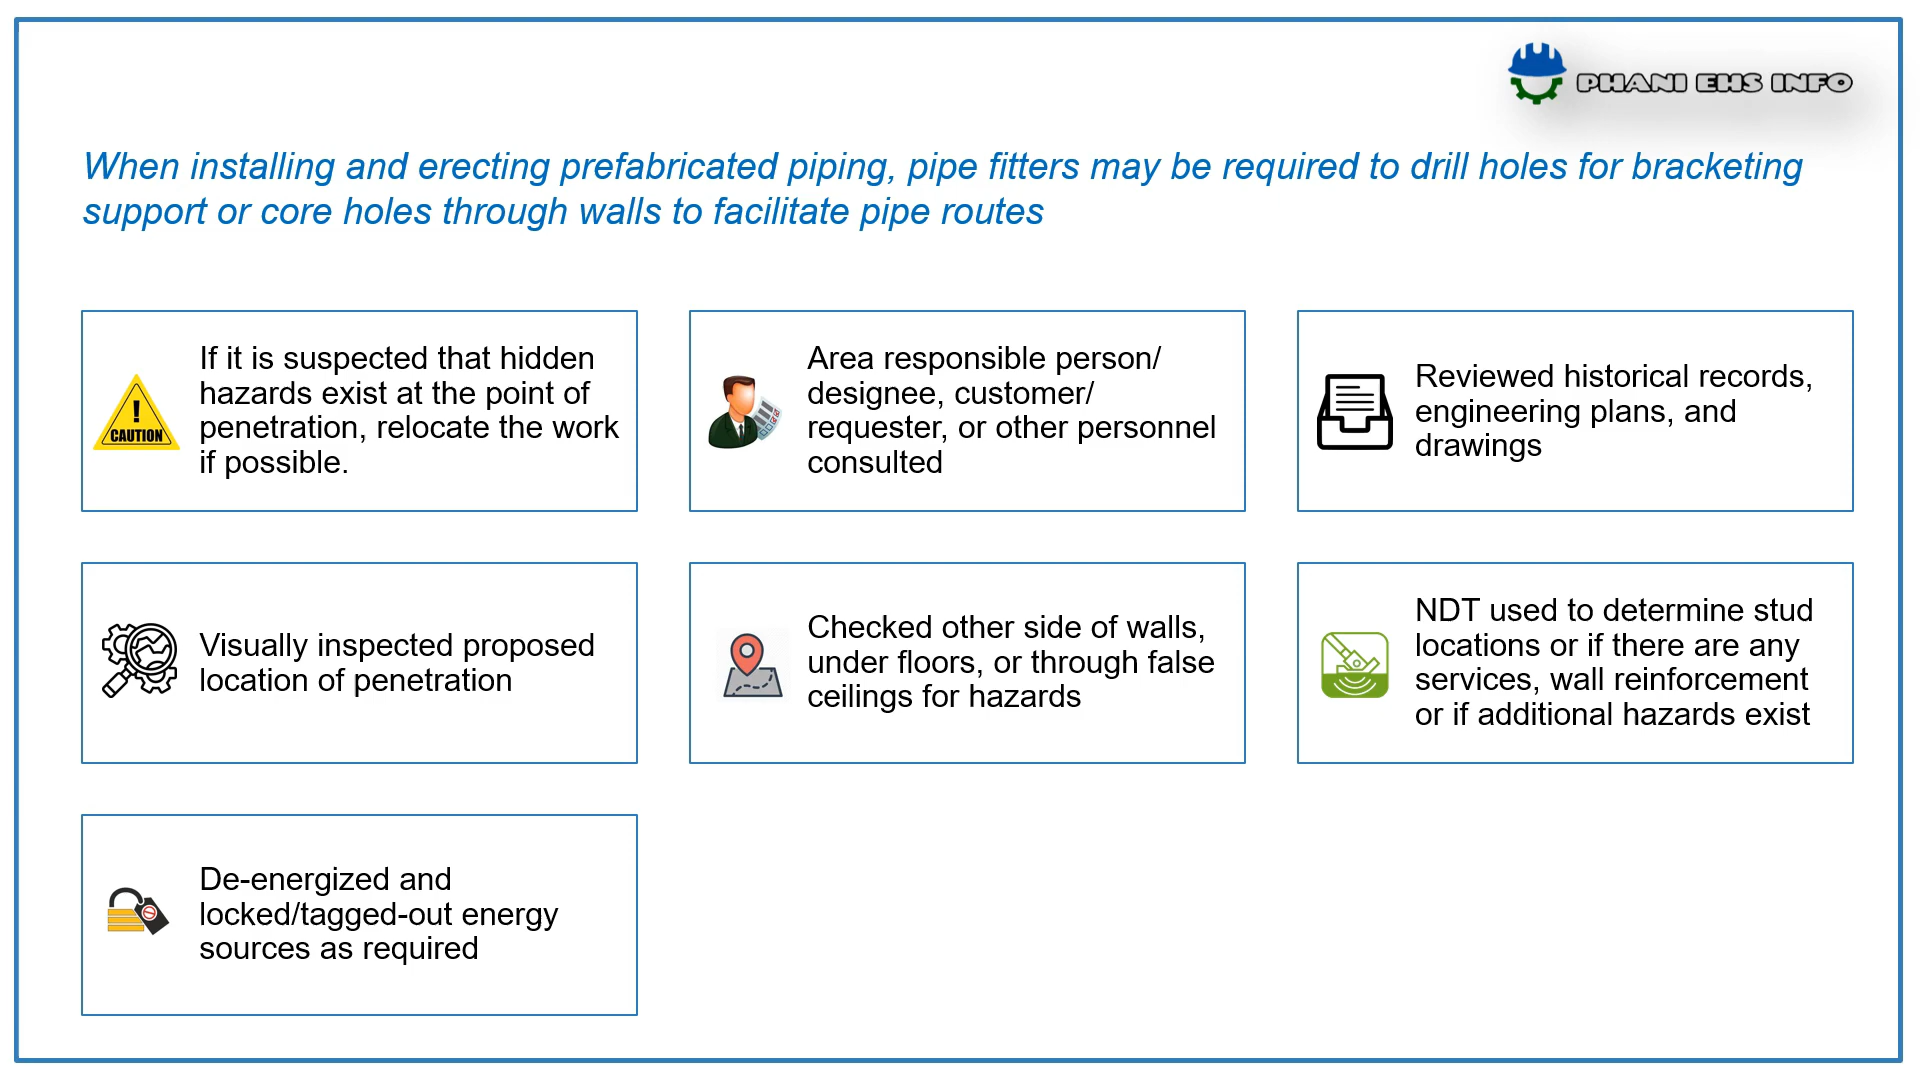 PHANI EHS INFO
When installing and erecting prefabricated piping, pipe fitters may be required to drill holes for bracketing
support or core holes through walls to facilitate pipe routes
!
CAUTION
If it is suspected that hidden
hazards exist at the point of
penetration, relocate the work
if possible.
Area responsible person/
designee, customer/
requester, or other personnel
consulted
Reviewed historical records,
engineering plans, and
drawings
Visually inspected proposed
location of penetration
Checked other side of walls,
under floors, or through false
ceilings for hazards
NDT used to determine stud
locations or if there are any
services, wall reinforcement
or if additional hazards exist
De-energized and
locked/tagged-out energy
sources as required